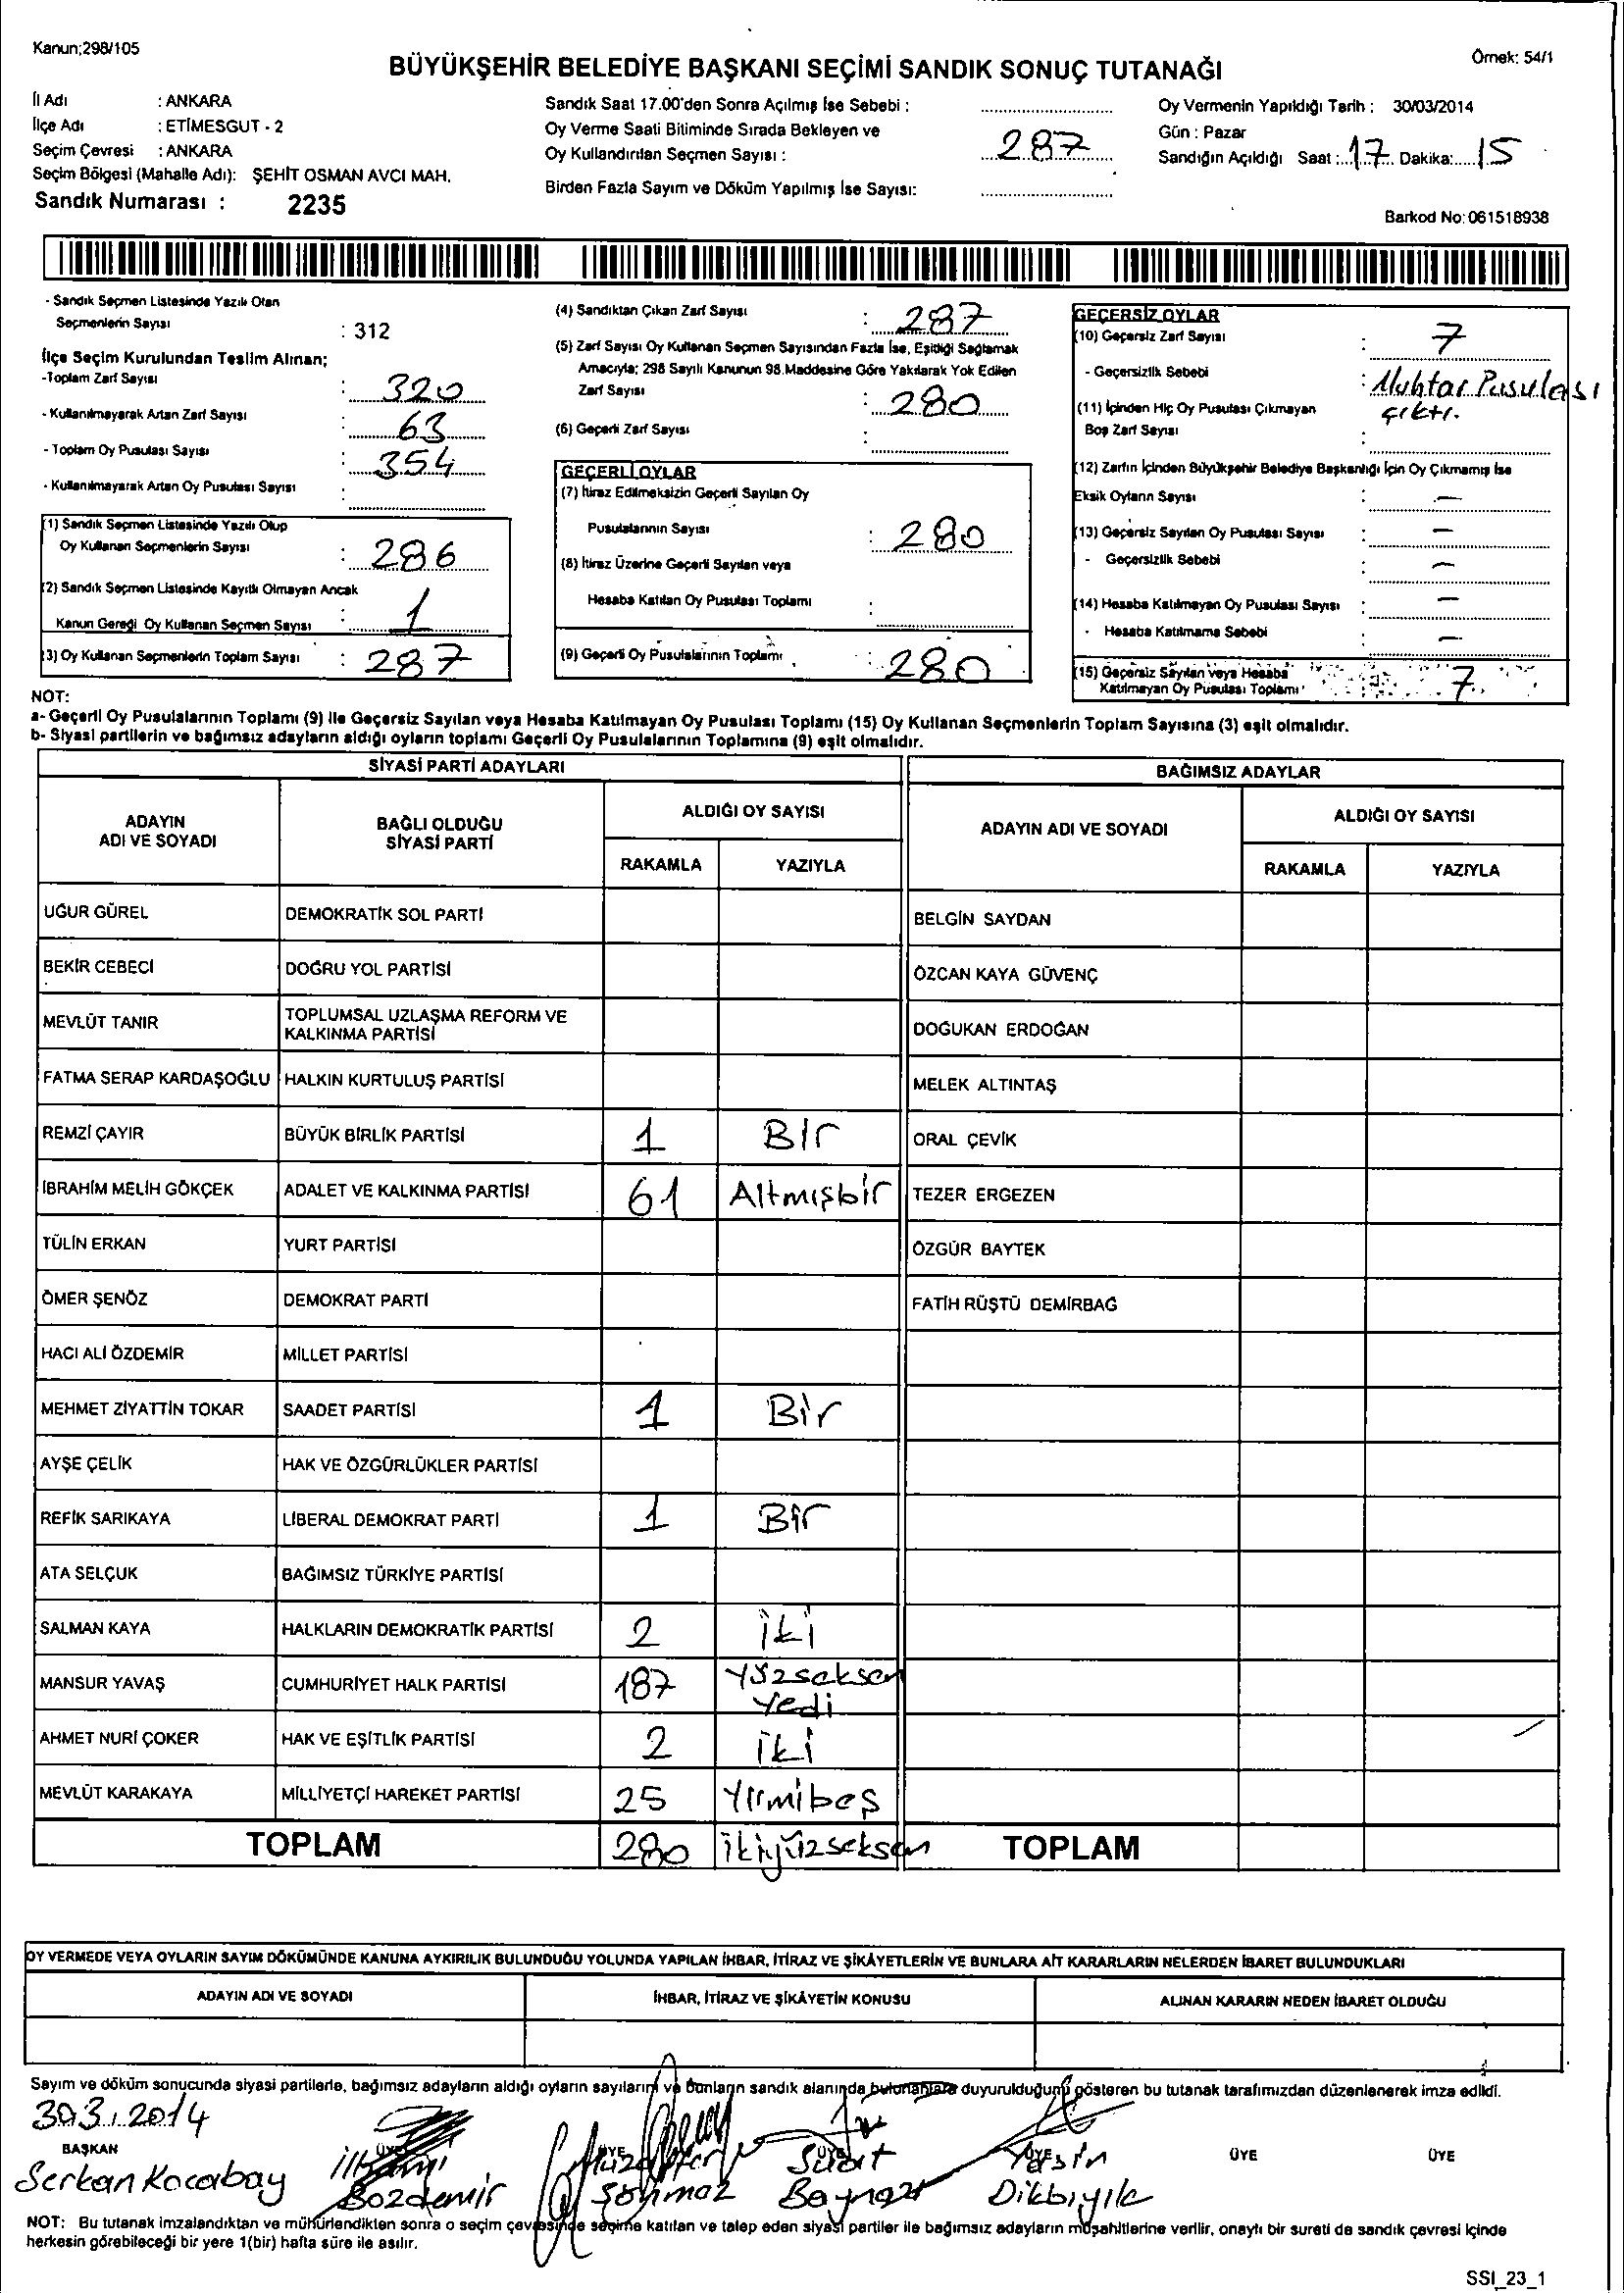 Kanun;298/105
Örnek: 54/1
BÜYÜKŞEHİR BELEDİYE BAŞKANI SEÇİMİ SANDIK SONUÇ TUTANAĞI
İl Adı : ANKARA
İlçe Adı : ETİMESGUT - 2
Seçim Çevresi : ANKARA
Seçim Bölgesi (Mahalle Adı): ŞEHİT OSMAN AVCI MAH.
Sandık Numarası : 2235
Sandık Saat 17.00'den Sonra Açılmış İse Sebebi :
Oy Verme Saati Bitiminde Sırada Bekleyen ve
Oy Kullandırılan Seçmen Sayısı : 287
Birden Fazla Sayım ve Döküm Yapılmış İse Sayısı:
Oy Vermenin Yapıldığı Tarih : 30/03/2014
Gün : Pazar
Sandığın Açıldığı Saat : 17 Dakika: 15
Barkod No: 061518938
- Sandık Seçmen Listesinde Yazılı Olan
Seçmenlerin Sayısı : 312
İlçe Seçim Kurulundan Teslim Alınan;
-Toplam Zarf Sayısı : 320
- Kullanılmayarak Artan Zarf Sayısı : 63
- Toplam Oy Pusulası Sayısı : 354
- Kullanılmayarak Artan Oy Pusulası Sayısı :
(1) Sandık Seçmen Listesinde Yazılı Olup
Oy Kullanan Seçmenlerin Sayısı : 286
(2) Sandık Seçmen Listesinde Kayıtlı Olmayan Ancak
Kanun Gereği Oy Kullanan Seçmen Sayısı : 1
(3) Oy Kullanan Seçmenlerin Toplam Sayısı : 287
(4) Sandıktan Çıkan Zarf Sayısı : 287
(5) Zarf Sayısı Oy Kullanan Seçmen Sayısından Fazla İse, Eşitliği Sağlamak
Amacıyla; 298 Sayılı Kanunun 98.Maddesine Göre Yakılarak Yok Edilen
Zarf Sayısı : 280
(6) Geçerli Zarf Sayısı :
GEÇERLİ OYLAR
(7) İtiraz Edilmeksizin Geçerli Sayılan Oy
Pusulalarının Sayısı : 280
(8) İtiraz Üzerine Geçerli Sayılan veya
Hesaba Katılan Oy Pusulası Toplamı :
(9) Geçerli Oy Pusulalarının Toplamı : 280
GEÇERSİZ OYLAR
(10) Geçersiz Zarf Sayısı : 7
- Geçersizlik Sebebi : Muhtar Pusulası
çıktı.
(11) İçinden Hiç Oy Pusulası Çıkmayan
Boş Zarf Sayısı :
(12) Zarfın İçinden Büyükşehir Belediye Başkanlığı İçin Oy Çıkmamış İse
Eksik Oyların Sayısı : —
(13) Geçersiz Sayılan Oy Pusulası Sayısı : —
- Geçersizlik Sebebi : —
(14) Hesaba Katılmayan Oy Pusulası Sayısı : —
- Hesaba Katılmama Sebebi : —
(15) Geçersiz Sayılan veya Hesaba
Katılmayan Oy Pusulası Toplamı : 7
NOT:
a- Geçerli Oy Pusulalarının Toplamı (9) ile Geçersiz Sayılan veya Hesaba Katılmayan Oy Pusulası Toplamı (15) Oy Kullanan Seçmenlerin Toplam Sayısına (3) eşit olmalıdır.
b- Siyasi partilerin ve bağımsız adayların aldığı oyların toplamı Geçerli Oy Pusulalarının Toplamına (9) eşit olmalıdır.
SİYASİ PARTİ ADAYLARI
ADAYIN ADI VE SOYADI
BAĞLI OLDUĞU SİYASİ PARTİ
ALDIĞI OY SAYISI
RAKAMLA YAZIYLA
UĞUR GÜREL DEMOKRATİK SOL PARTİ
BEKİR CEBECİ DOĞRU YOL PARTİSİ
MEVLÜT TANIR TOPLUMSAL UZLAŞMA REFORM VE
KALKINMA PARTİSİ
FATMA SERAP KARDAŞOĞLU HALKIN KURTULUŞ PARTİSİ
REMZİ ÇAYIR BÜYÜK BİRLİK PARTİSİ 1 Bir
İBRAHİM MELİH GÖKÇEK ADALET VE KALKINMA PARTİSİ 61 Altmışbir
TÜLİN ERKAN YURT PARTİSİ
ÖMER ŞENÖZ DEMOKRAT PARTİ
HACI ALİ ÖZDEMİR MİLLET PARTİSİ
MEHMET ZİYATTİN TOKAR SAADET PARTİSİ 1 Bir
AYŞE ÇELİK HAK VE ÖZGÜRLÜKLER PARTİSİ
REFİK SARIKAYA LİBERAL DEMOKRAT PARTİ 1 Bir
ATA SELÇUK BAĞIMSIZ TÜRKİYE PARTİSİ
SALMAN KAYA HALKLARIN DEMOKRATİK PARTİSİ 2 iki
MANSUR YAVAŞ CUMHURİYET HALK PARTİSİ 187 Yüzseksen
Yedi
AHMET NURİ ÇOKER HAK VE EŞİTLİK PARTİSİ 2 iki
MEVLÜT KARAKAYA MİLLİYETÇİ HAREKET PARTİSİ 25 Yirmibeş
TOPLAM 280 ikiyüzseksen
BAĞIMSIZ ADAYLAR
ADAYIN ADI VE SOYADI
ALDIĞI OY SAYISI
RAKAMLA YAZIYLA
BELGİN SAYDAN
ÖZCAN KAYA GÜVENÇ
DOĞUKAN ERDOĞAN
MELEK ALTINTAŞ
ORAL ÇEVİK
TEZER ERGEZEN
ÖZGÜR BAYTEK
FATİH RÜŞTÜ DEMİRBAĞ
TOPLAM
OY VERMEDE VEYA OYLARIN SAYIM DÖKÜMÜNDE KANUNA AYKIRILIK BULUNDUĞU YOLUNDA YAPILAN İHBAR, İTİRAZ VE ŞİKÂYETLERİN VE BUNLARA AİT KARARLARIN NELERDEN İBARET BULUNDUKLARI
ADAYIN ADI VE SOYADI İHBAR, İTİRAZ VE ŞİKÂYETİN KONUSU ALINAN KARARIN NEDEN İBARET OLDUĞU
Sayım ve döküm sonucunda siyasi partilerle, bağımsız adayların aldığı oyların sayılarını ve bunların sandık alanında bulunanlara duyurulduğunu gösteren bu tutanak tarafımızdan düzenlenerek imza edildi.
30.3.2014
BAŞKAN ÜYE ÜYE ÜYE ÜYE ÜYE ÜYE
Serkan Kocabay
Bozdemir
Sönmaz
Suat
Yasin
Dikbıyık
NOT: Bu tutanak imzalandıktan ve mühürlendikten sonra o seçim çevresinde seçime katılan ve talep eden siyasi partiler ile bağımsız adayların müşahitlerine verilir, onaylı bir sureti de sandık çevresi içinde
herkesin görebileceği bir yere 1(bir) hafta süre ile asılır.
SSI_23_1